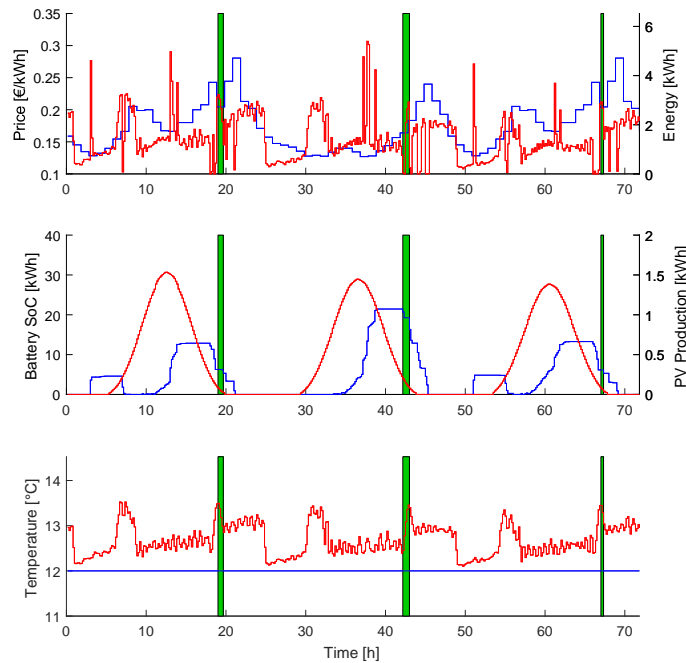 0.35
0.3
0.25
0.2
0.15
0.1
Price [€/kWh]
6
4
2
0
Energy [kWh]
0 10 20 30 40 50 60 70
40
30
20
10
0
Battery SoC [kWh]
2
1.5
1
0.5
0
PV Production [kWh]
0 10 20 30 40 50 60 70
14
13
12
11
Temperature [°C]
0 10 20 30 40 50 60 70
Time [h]